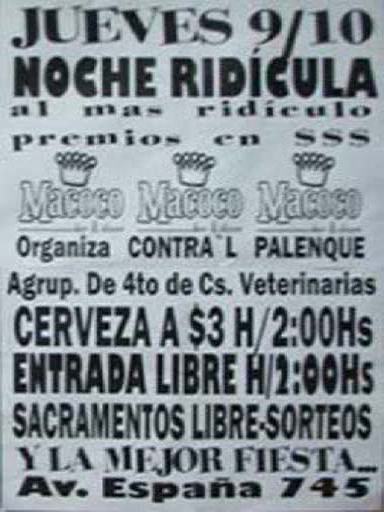 JUEVES 9/10
NOCHE RIDÍCULA
al mas ridículo
premios en $$$
Macoco Macoco Macoco
Organiza CONTRA`L PALENQUE
Agrup. De 4to de Cs. Veterinarias
CERVEZA A $3 H/2:00Hs
ENTRADA LIBRE H/2:00Hs
SACRAMENTOS LIBRE-SORTEOS
Y LA MEJOR FIESTA...
Av. España 745